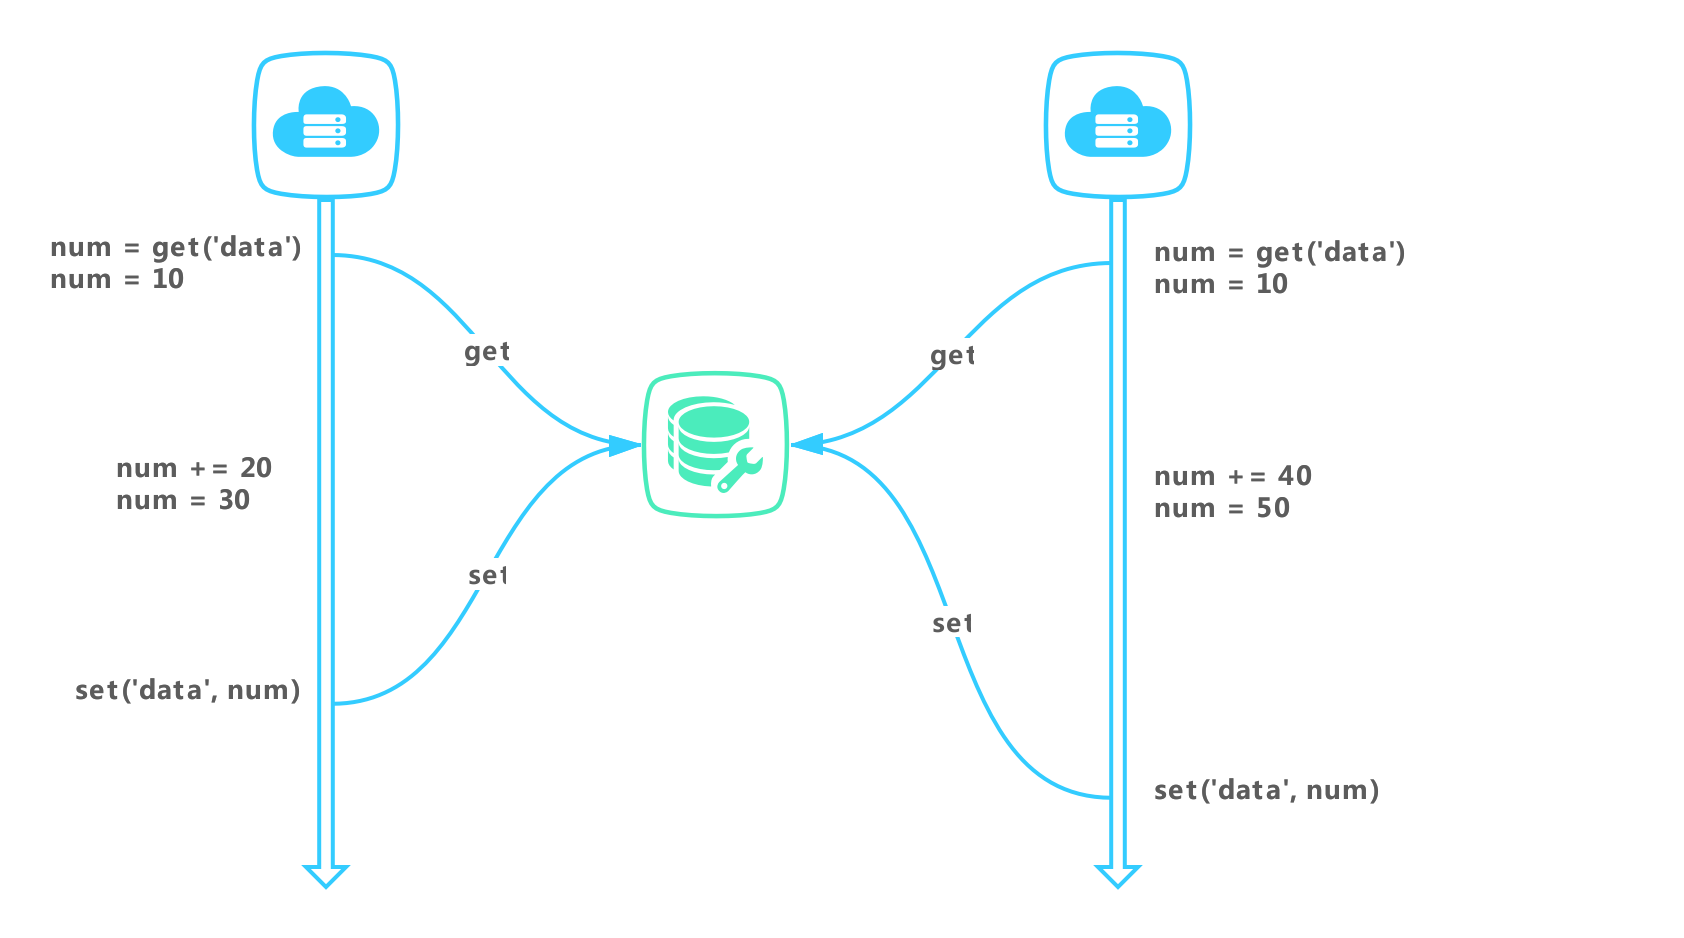 num = get('data')
num = 10
get
num += 20
num = 30
set
set('data', num)
num = get('data')
num = 10
get
num += 40
num = 50
set
set('data', num)